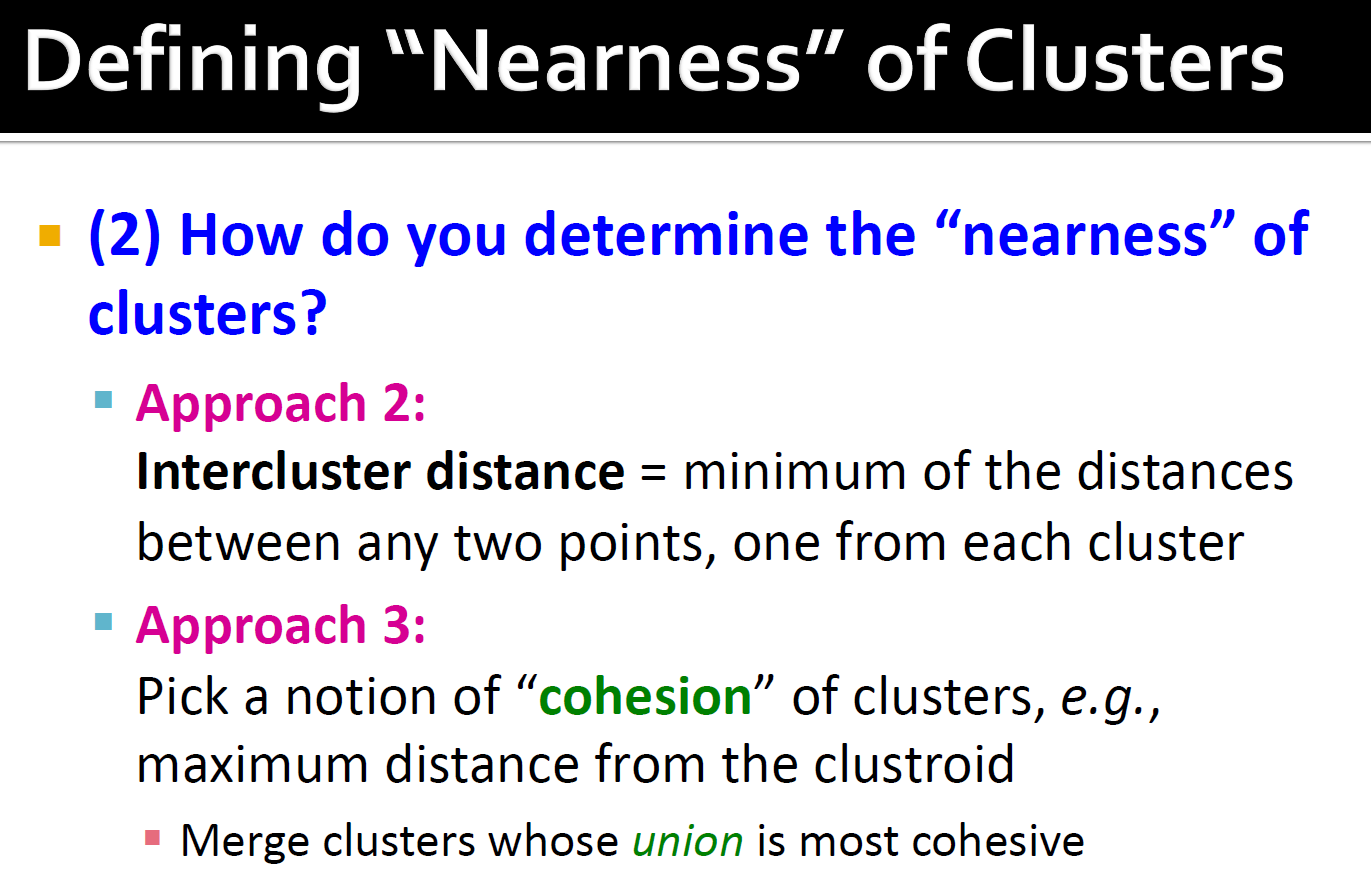 Defining “Nearness” of Clusters
(2) How do you determine the “nearness” of
clusters?
Approach 2:
Intercluster distance = minimum of the distances
between any two points, one from each cluster
Approach 3:
Pick a notion of “cohesion” of clusters, e.g.,
maximum distance from the clustroid
Merge clusters whose union is most cohesive